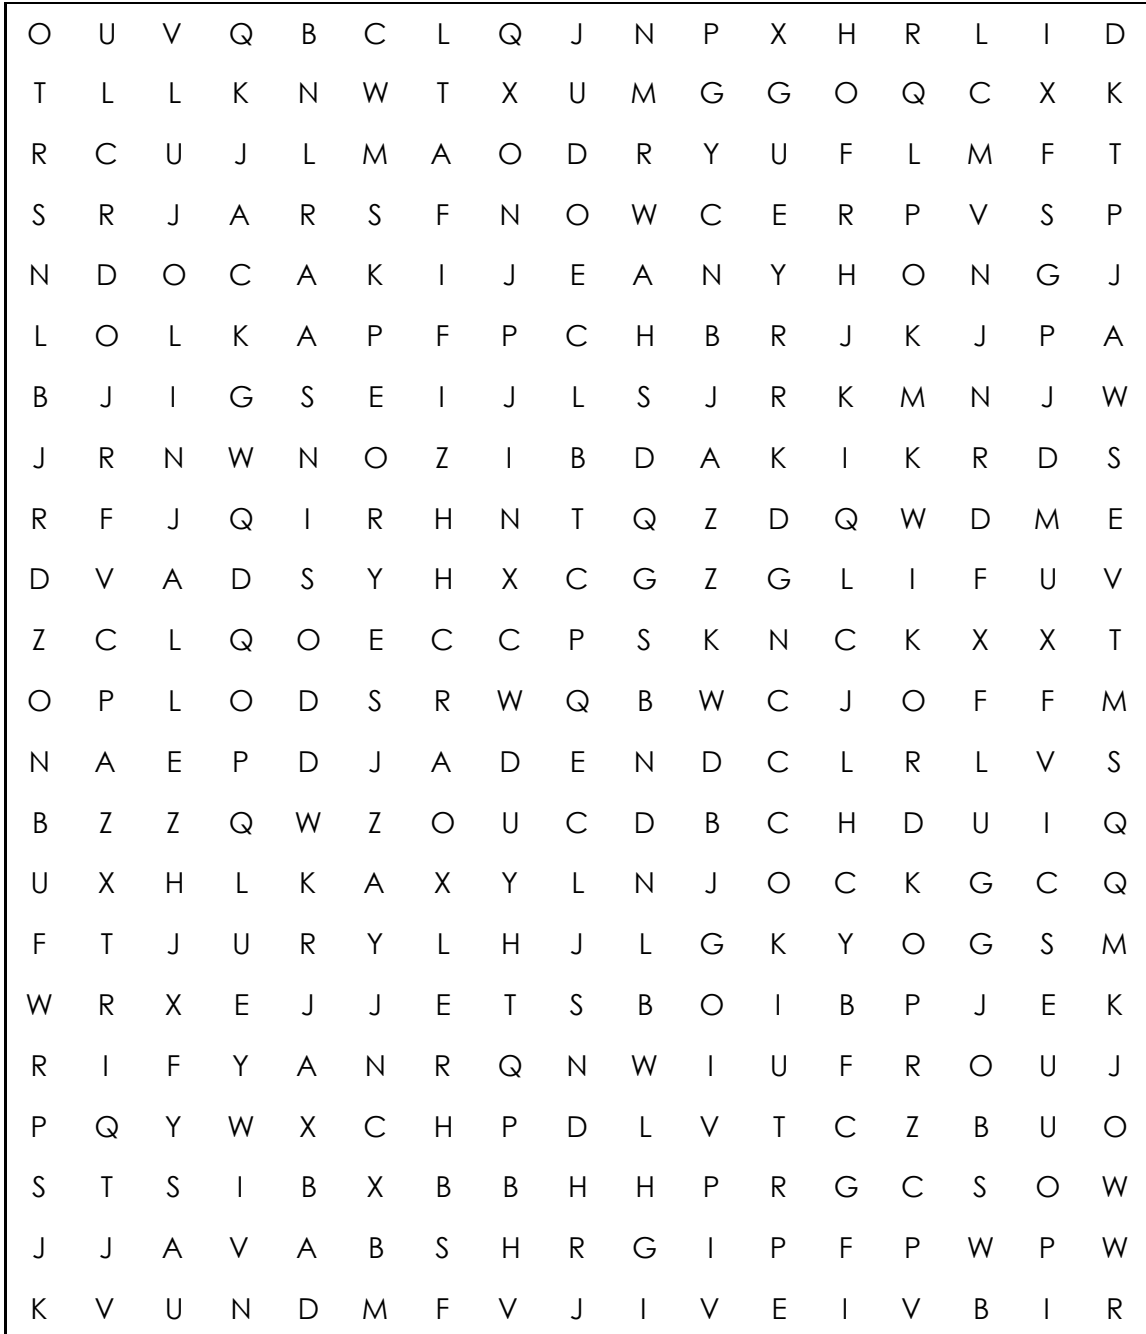 O U V Q B C L Q J N P X H R L I D
T L L K N W T X U M G G O Q C X K
R C U J L M A O D R Y U F L M F T
S R J A R S F N O W C E R P V S P
N D O C A K I J E A N Y H O N G J
L O L K A P F P C H B R J K J P A
B J I G S E I J L S J R K M N J W
J R N W N O Z I B D A K I K R D S
R F J Q I R H N T Q Z D Q W D M E
D V A D S Y H X C G Z G L I F U V
Z C L Q O E C C P S K N C K X X T
O P L O D S R W Q B W C J O F F M
N A E P D J A D E N D C L R L V S
B Z Z Q W Z O U C D B C H D U I Q
U X H L K A X Y L N J O C K G C Q
F T J U R Y L H J L G K Y O G S M
W R X E J J E T S B O I B P J E K
R I F Y A N R Q N W I U F R O U J
P Q Y W X C H P D L V T C Z B U O
S T S I B X B B H H P R G C S O W
J J A V A B S H R G I P F P W P W
K V U N D M F V J I V E I V B I R